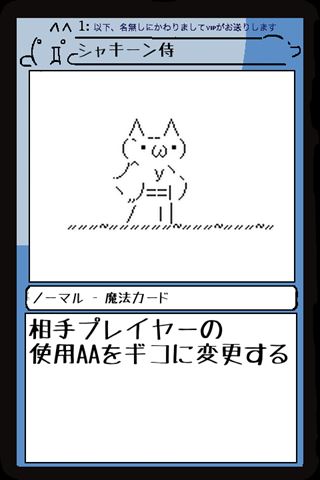 1: 以下、名無しにかわりましてVIPがお送りします
シャキーン侍
ノーマル - 魔法カード
相手プレイヤーの
使用AAをギコに変更する